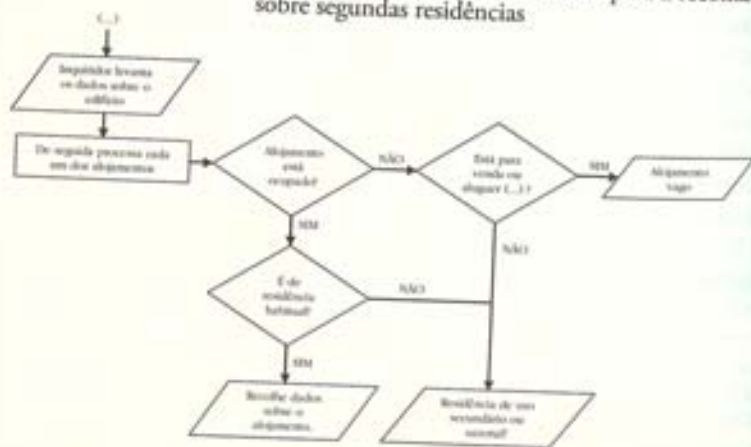 sobre segundas residências
(...)
Inquiridor levanta
os dados sobre o
edifício
De seguida processa cada
um dos alojamentos
Alojamento
está
ocupado?
NÃO
Está para
venda ou
aluguer (...)?
SIM
Alojamento
vago
SIM
NÃO
É de
residência
habitual?
NÃO
SIM
Recolhe dados
sobre o
alojamento.
Residência de uso
secundário ou
sazonal!